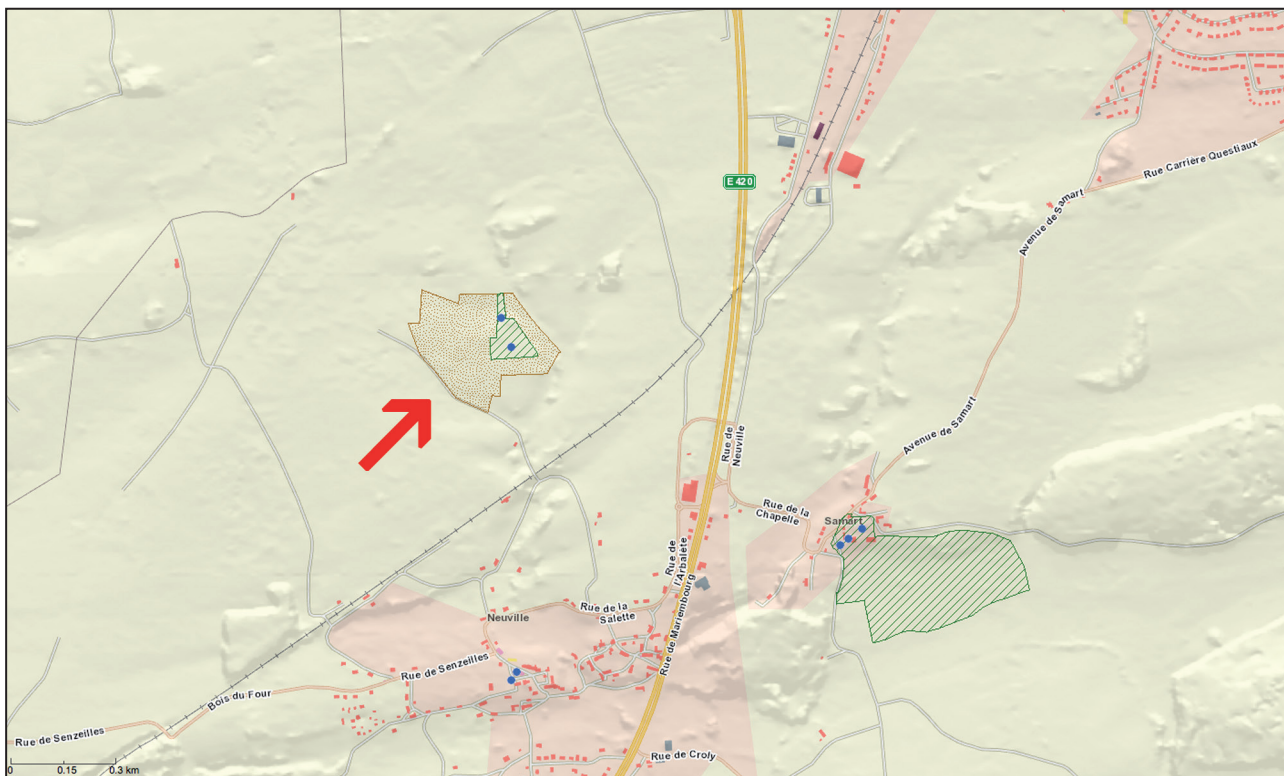 Rue Carrière Questiaux
E 420
Avenue de Samart
Avenue de Samart
Rue de
Neuville
Rue de la
Chapelle
Samart
Rue de
l'Arbalète
Rue de la
Salette
Neuville
Rue de Mariembourg
Rue de Senzeilles
Bois du Four
Rue de Senzeilles
Rue de Croly
0 0.15 0.3 km